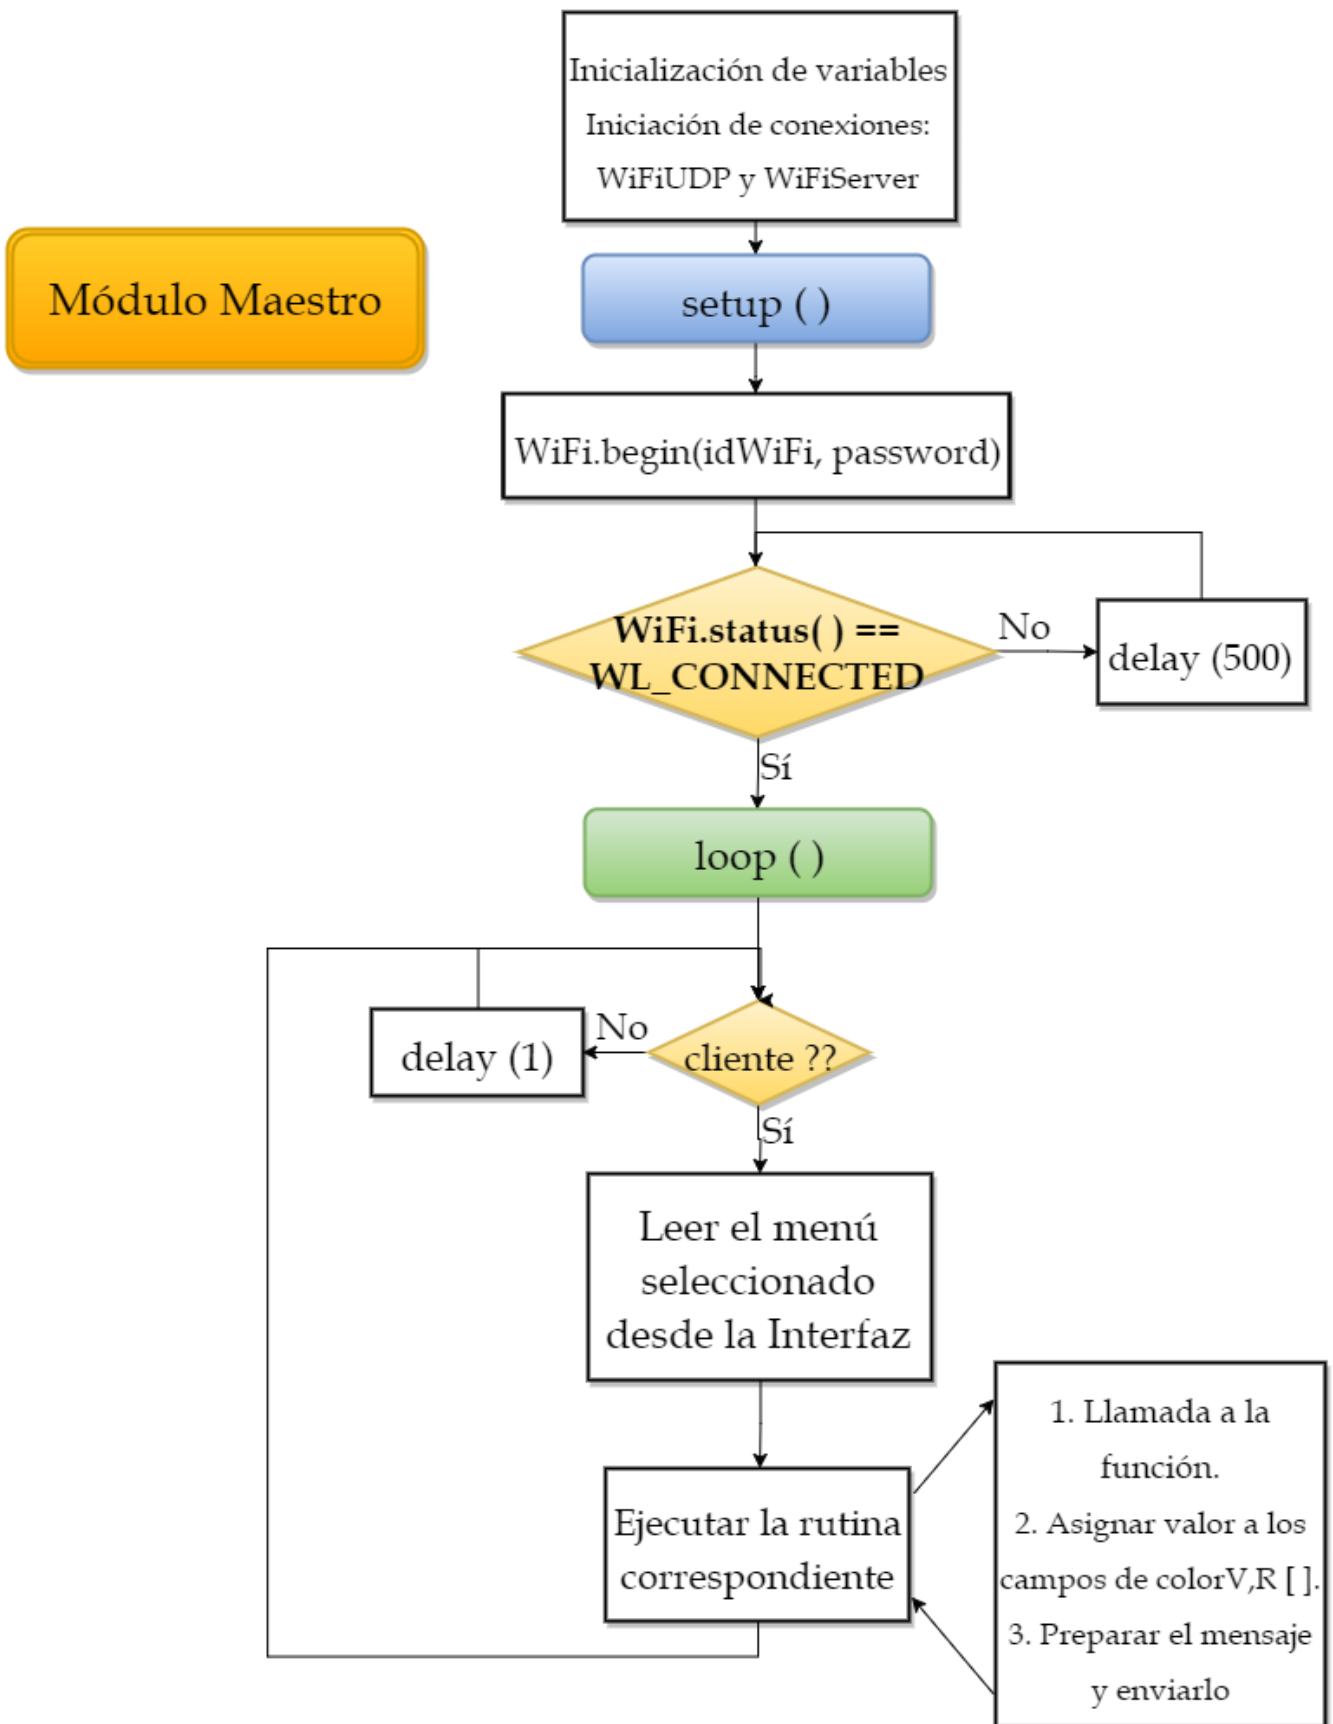 Inicialización de variables
Iniciación de conexiones:
WiFiUDP y WiFiServer
Módulo Maestro
setup ( )
WiFi.begin(idWiFi, password)
WiFi.status( ) ==
WL_CONNECTED
No
delay (500)
Sí
loop ( )
cliente ??
No
delay (1)
Sí
Leer el menú
seleccionado
desde la Interfaz
Ejecutar la rutina
correspondiente
1. Llamada a la
función.
2. Asignar valor a los
campos de colorV,R [ ].
3. Preparar el mensaje
y enviarlo